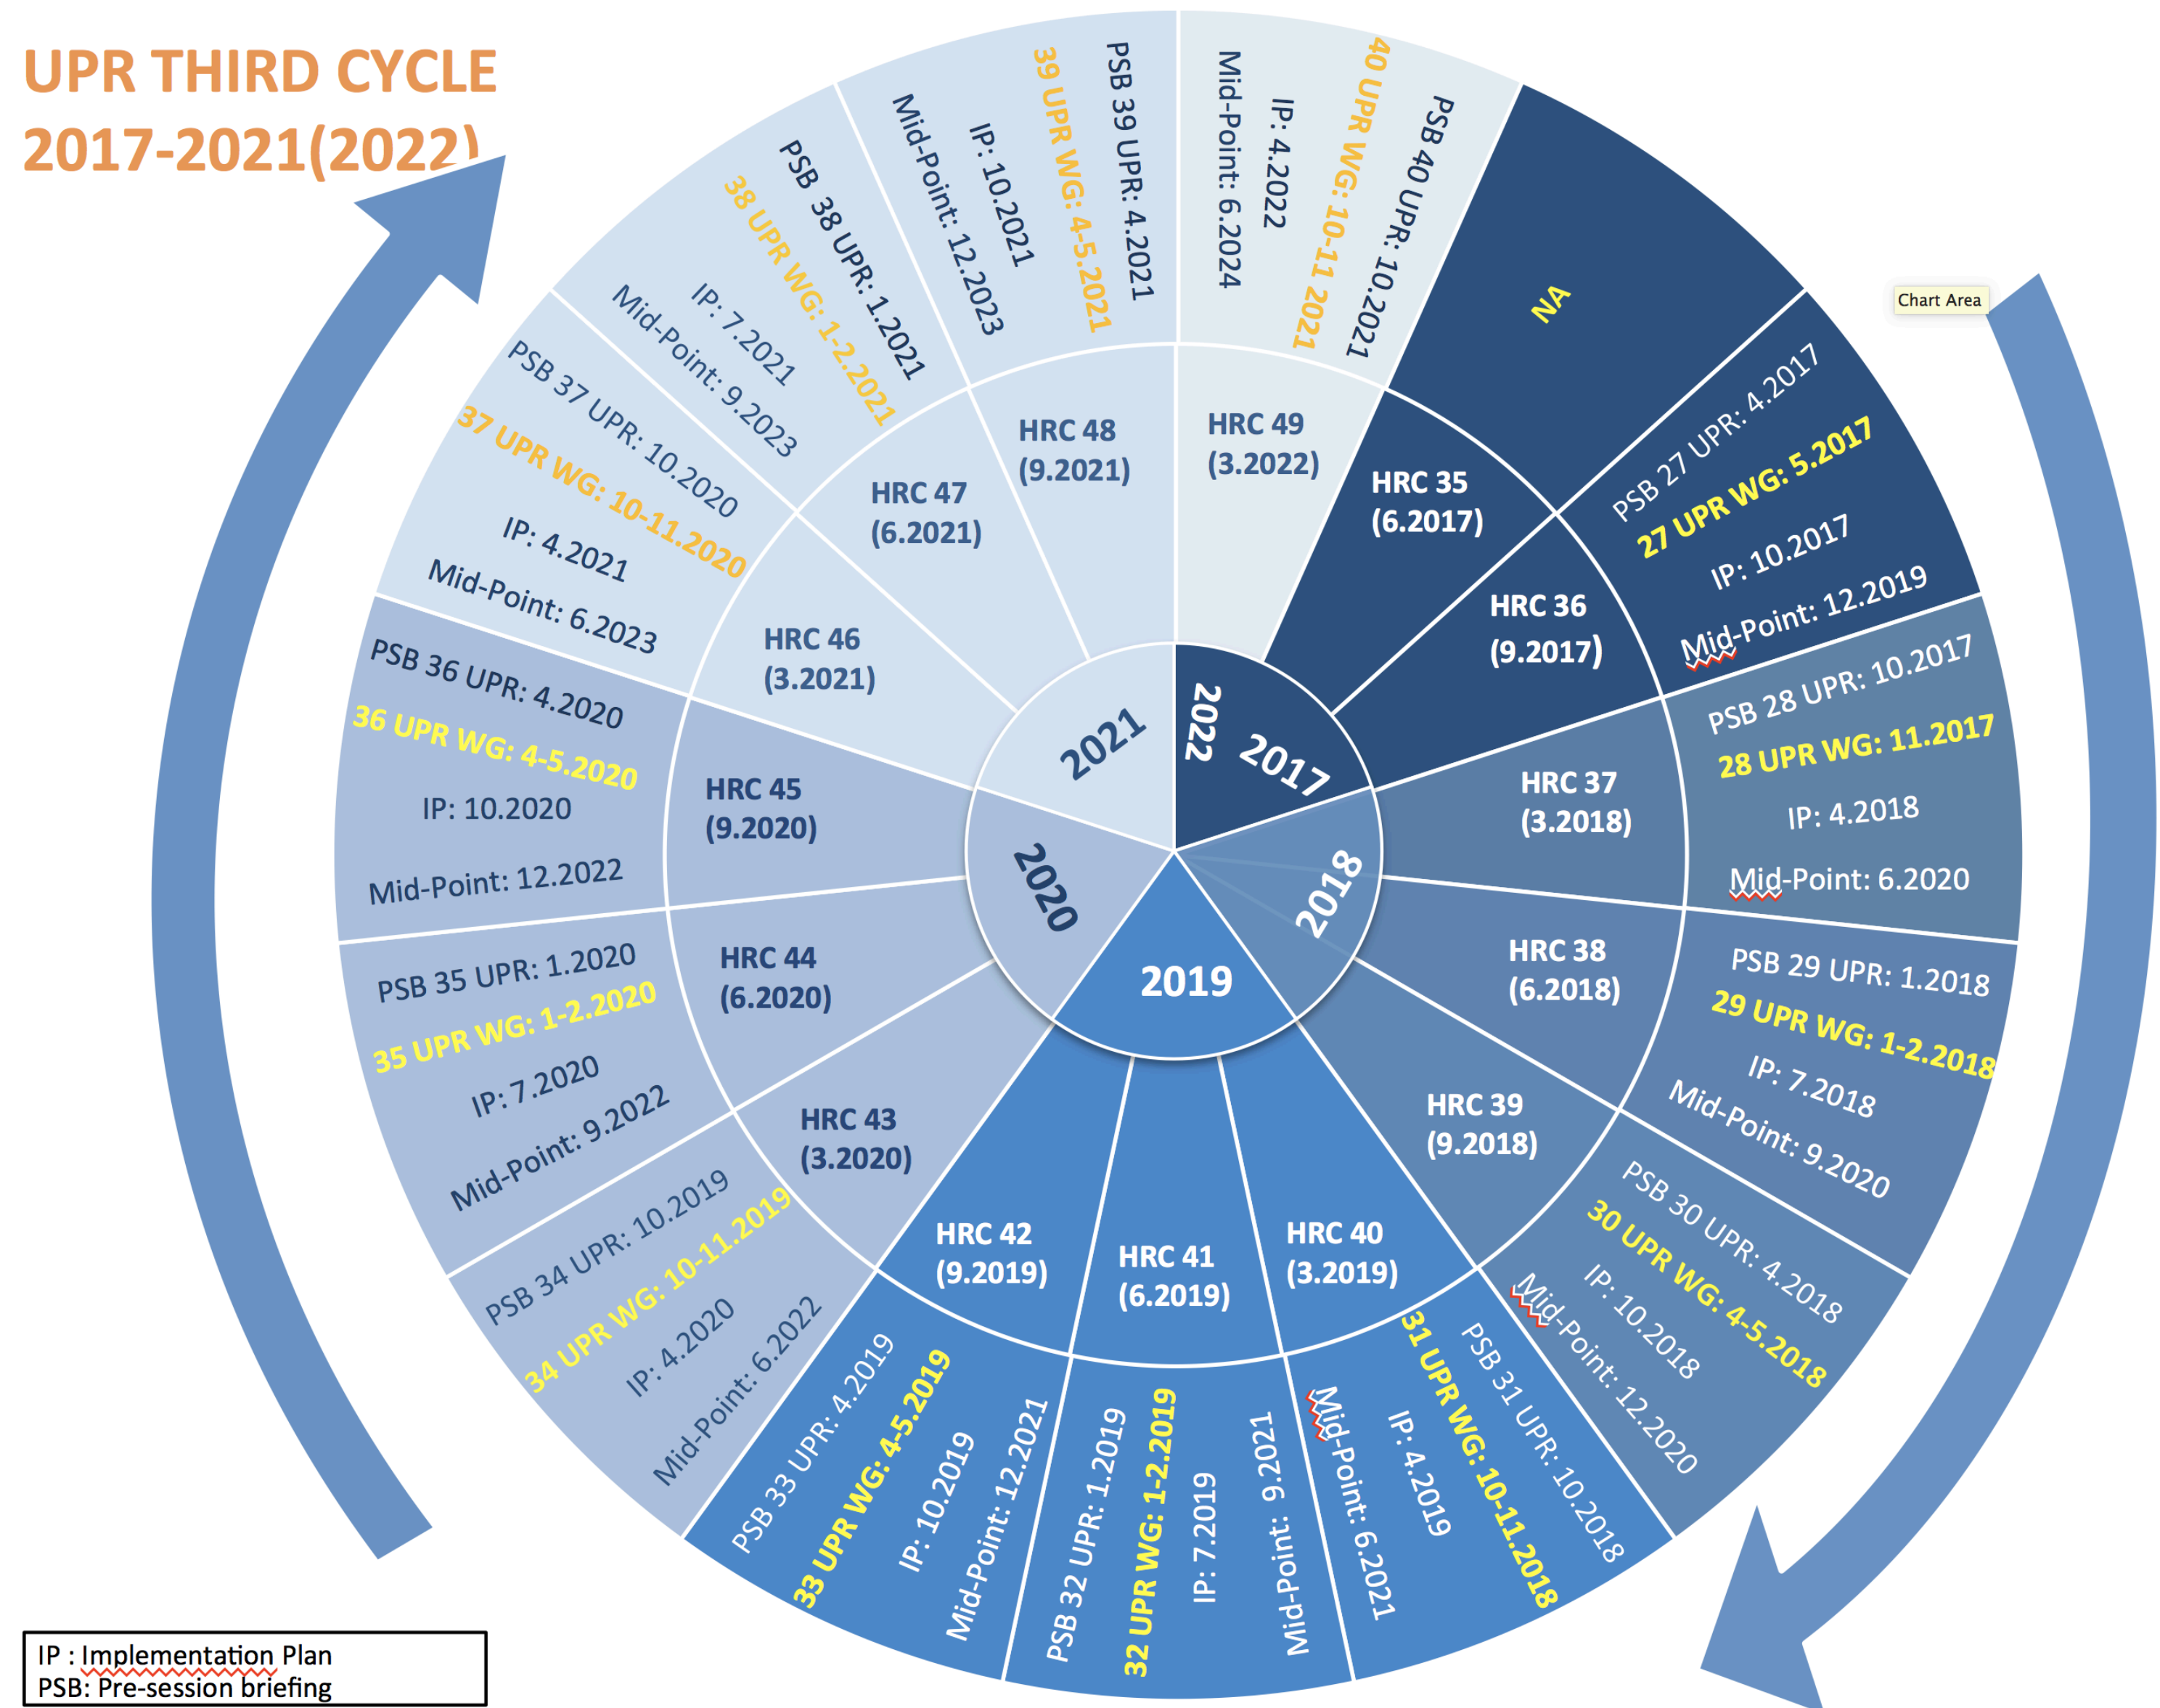 UPR THIRD CYCLE
2017-2021(2022)
Chart Area
2017
HRC 35
(6.2017)
NA
HRC 36
(9.2017)
PSB 27 UPR: 4.2017
27 UPR WG: 5.2017
IP: 10.2017
Mid-Point: 12.2019
2018
HRC 37
(3.2018)
PSB 28 UPR: 10.2017
28 UPR WG: 11.2017
IP: 4.2018
Mid-Point: 6.2020
HRC 38
(6.2018)
PSB 29 UPR: 1.2018
29 UPR WG: 1-2.2018
IP: 7.2018
Mid-Point: 9.2020
HRC 39
(9.2018)
PSB 30 UPR: 4.2018
30 UPR WG: 4-5.2018
IP: 10.2018
Mid-Point: 12.2020
2019
HRC 40
(3.2019)
PSB 31 UPR: 10.2018
31 UPR WG: 10-11.2018
IP: 4.2019
Mid-Point: 6.2021
HRC 41
(6.2019)
PSB 32 UPR: 1.2019
32 UPR WG: 1-2.2019
IP: 7.2019
Mid-Point: 9.2021
HRC 42
(9.2019)
PSB 33 UPR: 4.2019
33 UPR WG: 4-5.2019
IP: 10.2019
Mid-Point: 12.2021
2020
HRC 43
(3.2020)
PSB 34 UPR: 10.2019
34 UPR WG: 10-11.2019
IP: 4.2020
Mid-Point: 6.2022
HRC 44
(6.2020)
PSB 35 UPR: 1.2020
35 UPR WG: 1-2.2020
IP: 7.2020
Mid-Point: 9.2022
HRC 45
(9.2020)
PSB 36 UPR: 4.2020
36 UPR WG: 4-5.2020
IP: 10.2020
Mid-Point: 12.2022
2021
HRC 46
(3.2021)
PSB 37 UPR: 10.2020
37 UPR WG: 10-11.2020
IP: 4.2021
Mid-Point: 6.2023
HRC 47
(6.2021)
PSB 38 UPR: 1.2021
38 UPR WG: 1-2.2021
IP: 7.2021
Mid-Point: 9.2023
HRC 48
(9.2021)
PSB 39 UPR: 4.2021
39 UPR WG: 4-5.2021
IP: 10.2021
Mid-Point: 12.2023
2022
HRC 49
(3.2022)
PSB 40 UPR: 10.2021
40 UPR WG: 10-11 2021
IP: 4.2022
Mid-Point: 6.2024
IP : Implementation Plan
PSB: Pre-session briefing